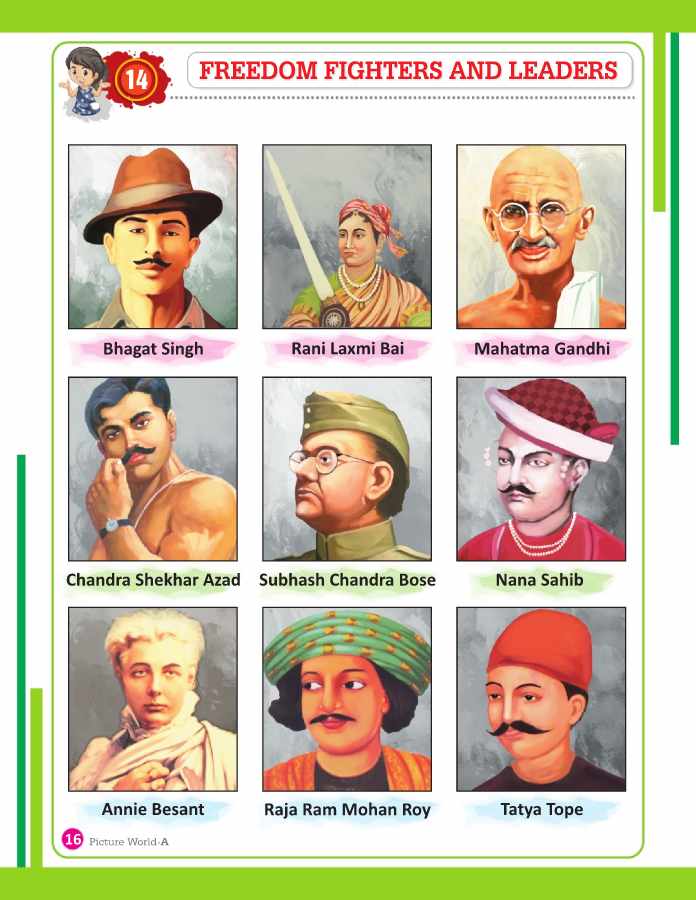 14
FREEDOM FIGHTERS AND LEADERS
Bhagat Singh
Rani Laxmi Bai
Mahatma Gandhi
Chandra Shekhar Azad
Subhash Chandra Bose
Nana Sahib
Annie Besant
Raja Ram Mohan Roy
Tatya Tope
16 Picture World-A